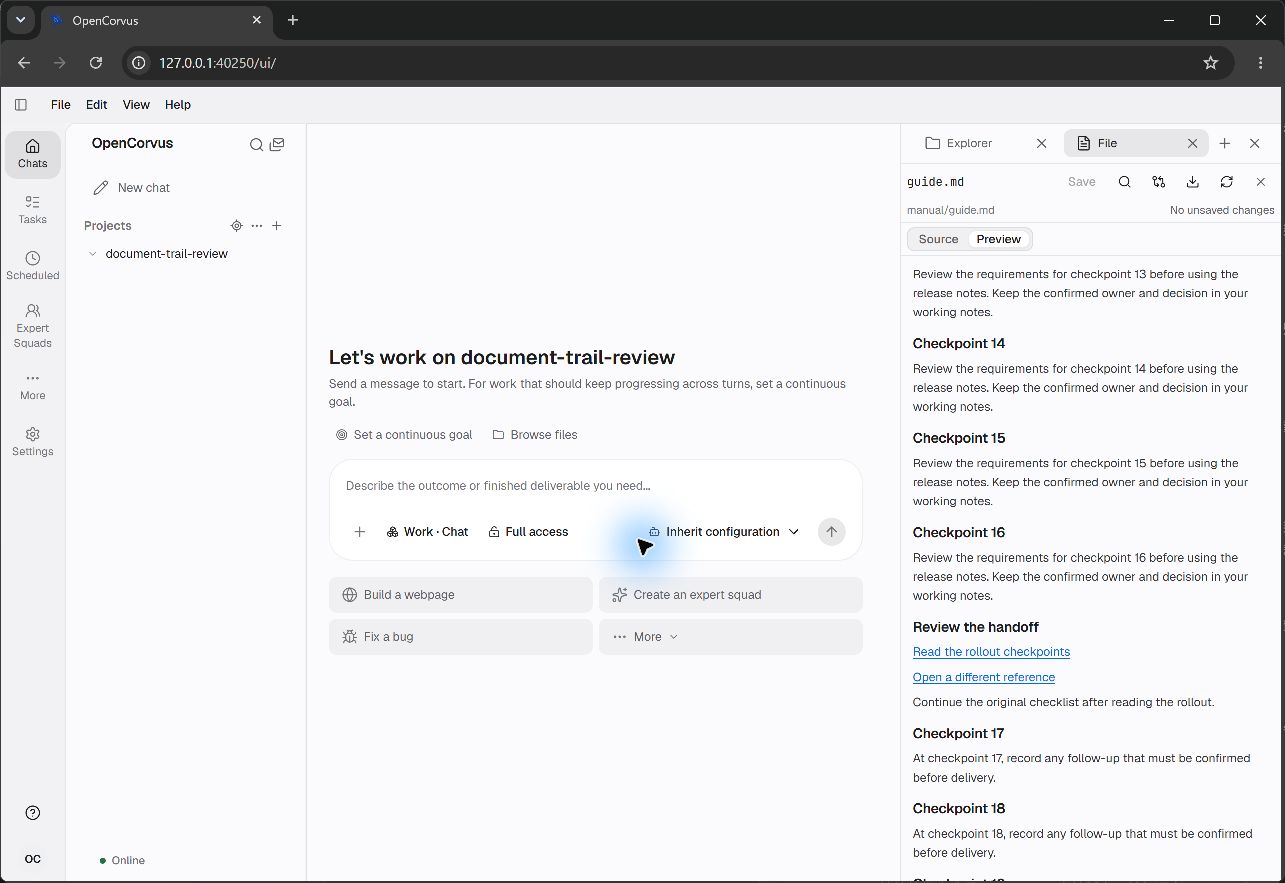 OpenCorvus
127.0.0.1:40250/ui/
File Edit View Help
Chats
Tasks
Scheduled
Expert
Squads
More
Settings
OC
OpenCorvus
New chat
Projects
document-trail-review
Online
Let's work on document-trail-review
Send a message to start. For work that should keep progressing across turns, set a continuous
goal.
Set a continuous goal Browse files
Describe the outcome or finished deliverable you need...
Work · Chat Full access Inherit configuration
Build a webpage Create an expert squad
Fix a bug More
Explorer File
guide.md Save
manual/guide.md No unsaved changes
Source Preview
Review the requirements for checkpoint 13 before using the
release notes. Keep the confirmed owner and decision in your
working notes.
Checkpoint 14
Review the requirements for checkpoint 14 before using the
release notes. Keep the confirmed owner and decision in your
working notes.
Checkpoint 15
Review the requirements for checkpoint 15 before using the
release notes. Keep the confirmed owner and decision in your
working notes.
Checkpoint 16
Review the requirements for checkpoint 16 before using the
release notes. Keep the confirmed owner and decision in your
working notes.
Review the handoff
Read the rollout checkpoints
Open a different reference
Continue the original checklist after reading the rollout.
Checkpoint 17
At checkpoint 17, record any follow-up that must be confirmed
before delivery.
Checkpoint 18
At checkpoint 18, record any follow-up that must be confirmed
before delivery.